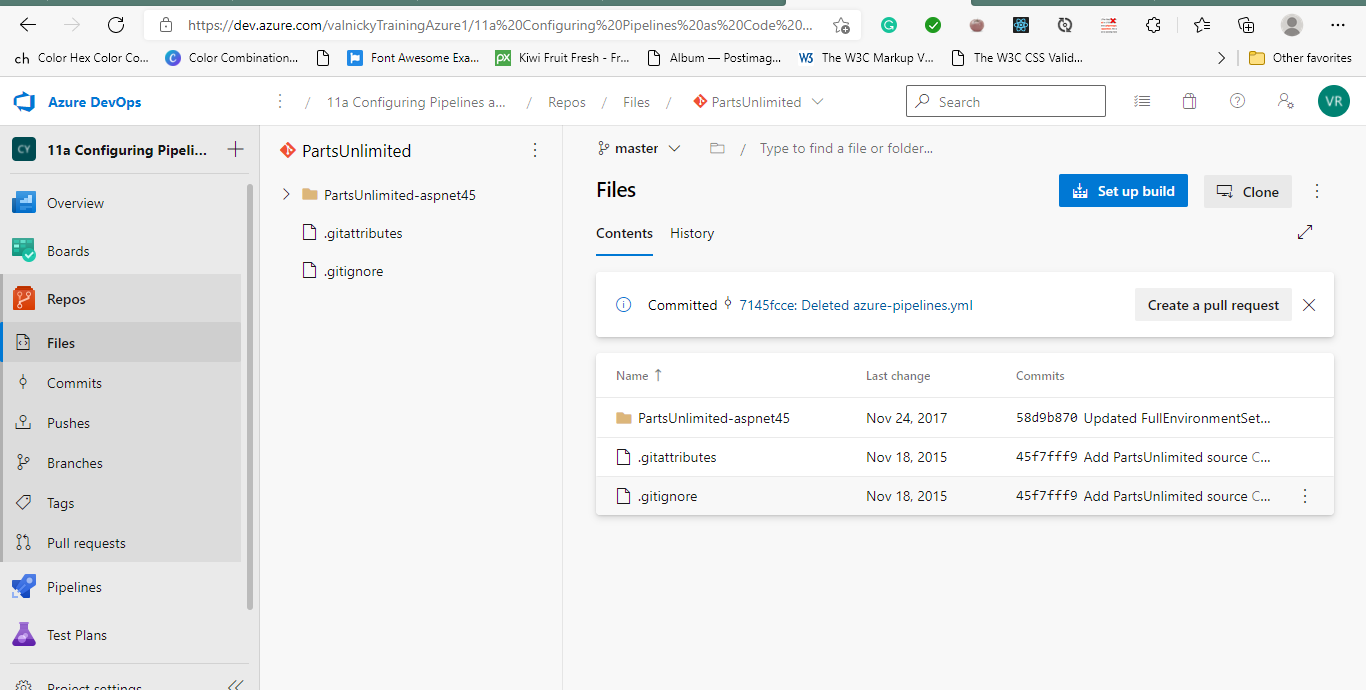 https://dev.azure.com/valnickyTrainingAzure1/11a%20Configuring%20Pipelines%20as%20Code%20...
ch Color Hex Color Co...
C Color Combination...
Font Awesome Exa...
px Kiwi Fruit Fresh - Fr...
Album — Postimag...
W3 The W3C Markup V...
The W3C CSS Valid...
Other favorites
Azure DevOps
/ 11a Configuring Pipelines a... / Repos / Files / PartsUnlimited
Search
VR
CY 11a Configuring Pipeli...
Overview
Boards
Repos
Files
Commits
Pushes
Branches
Tags
Pull requests
Pipelines
Test Plans
Project settings
PartsUnlimited
PartsUnlimited-aspnet45
.gitattributes
.gitignore
master / Type to find a file or folder...
Files
Set up build
Clone
Contents History
Committed 7145fcce: Deleted azure-pipelines.yml
Create a pull request
Name ↑ Last change Commits
PartsUnlimited-aspnet45 Nov 24, 2017 58d9b870 Updated FullEnvironmentSet...
.gitattributes Nov 18, 2015 45f7fff9 Add PartsUnlimited source C...
.gitignore Nov 18, 2015 45f7fff9 Add PartsUnlimited source C...